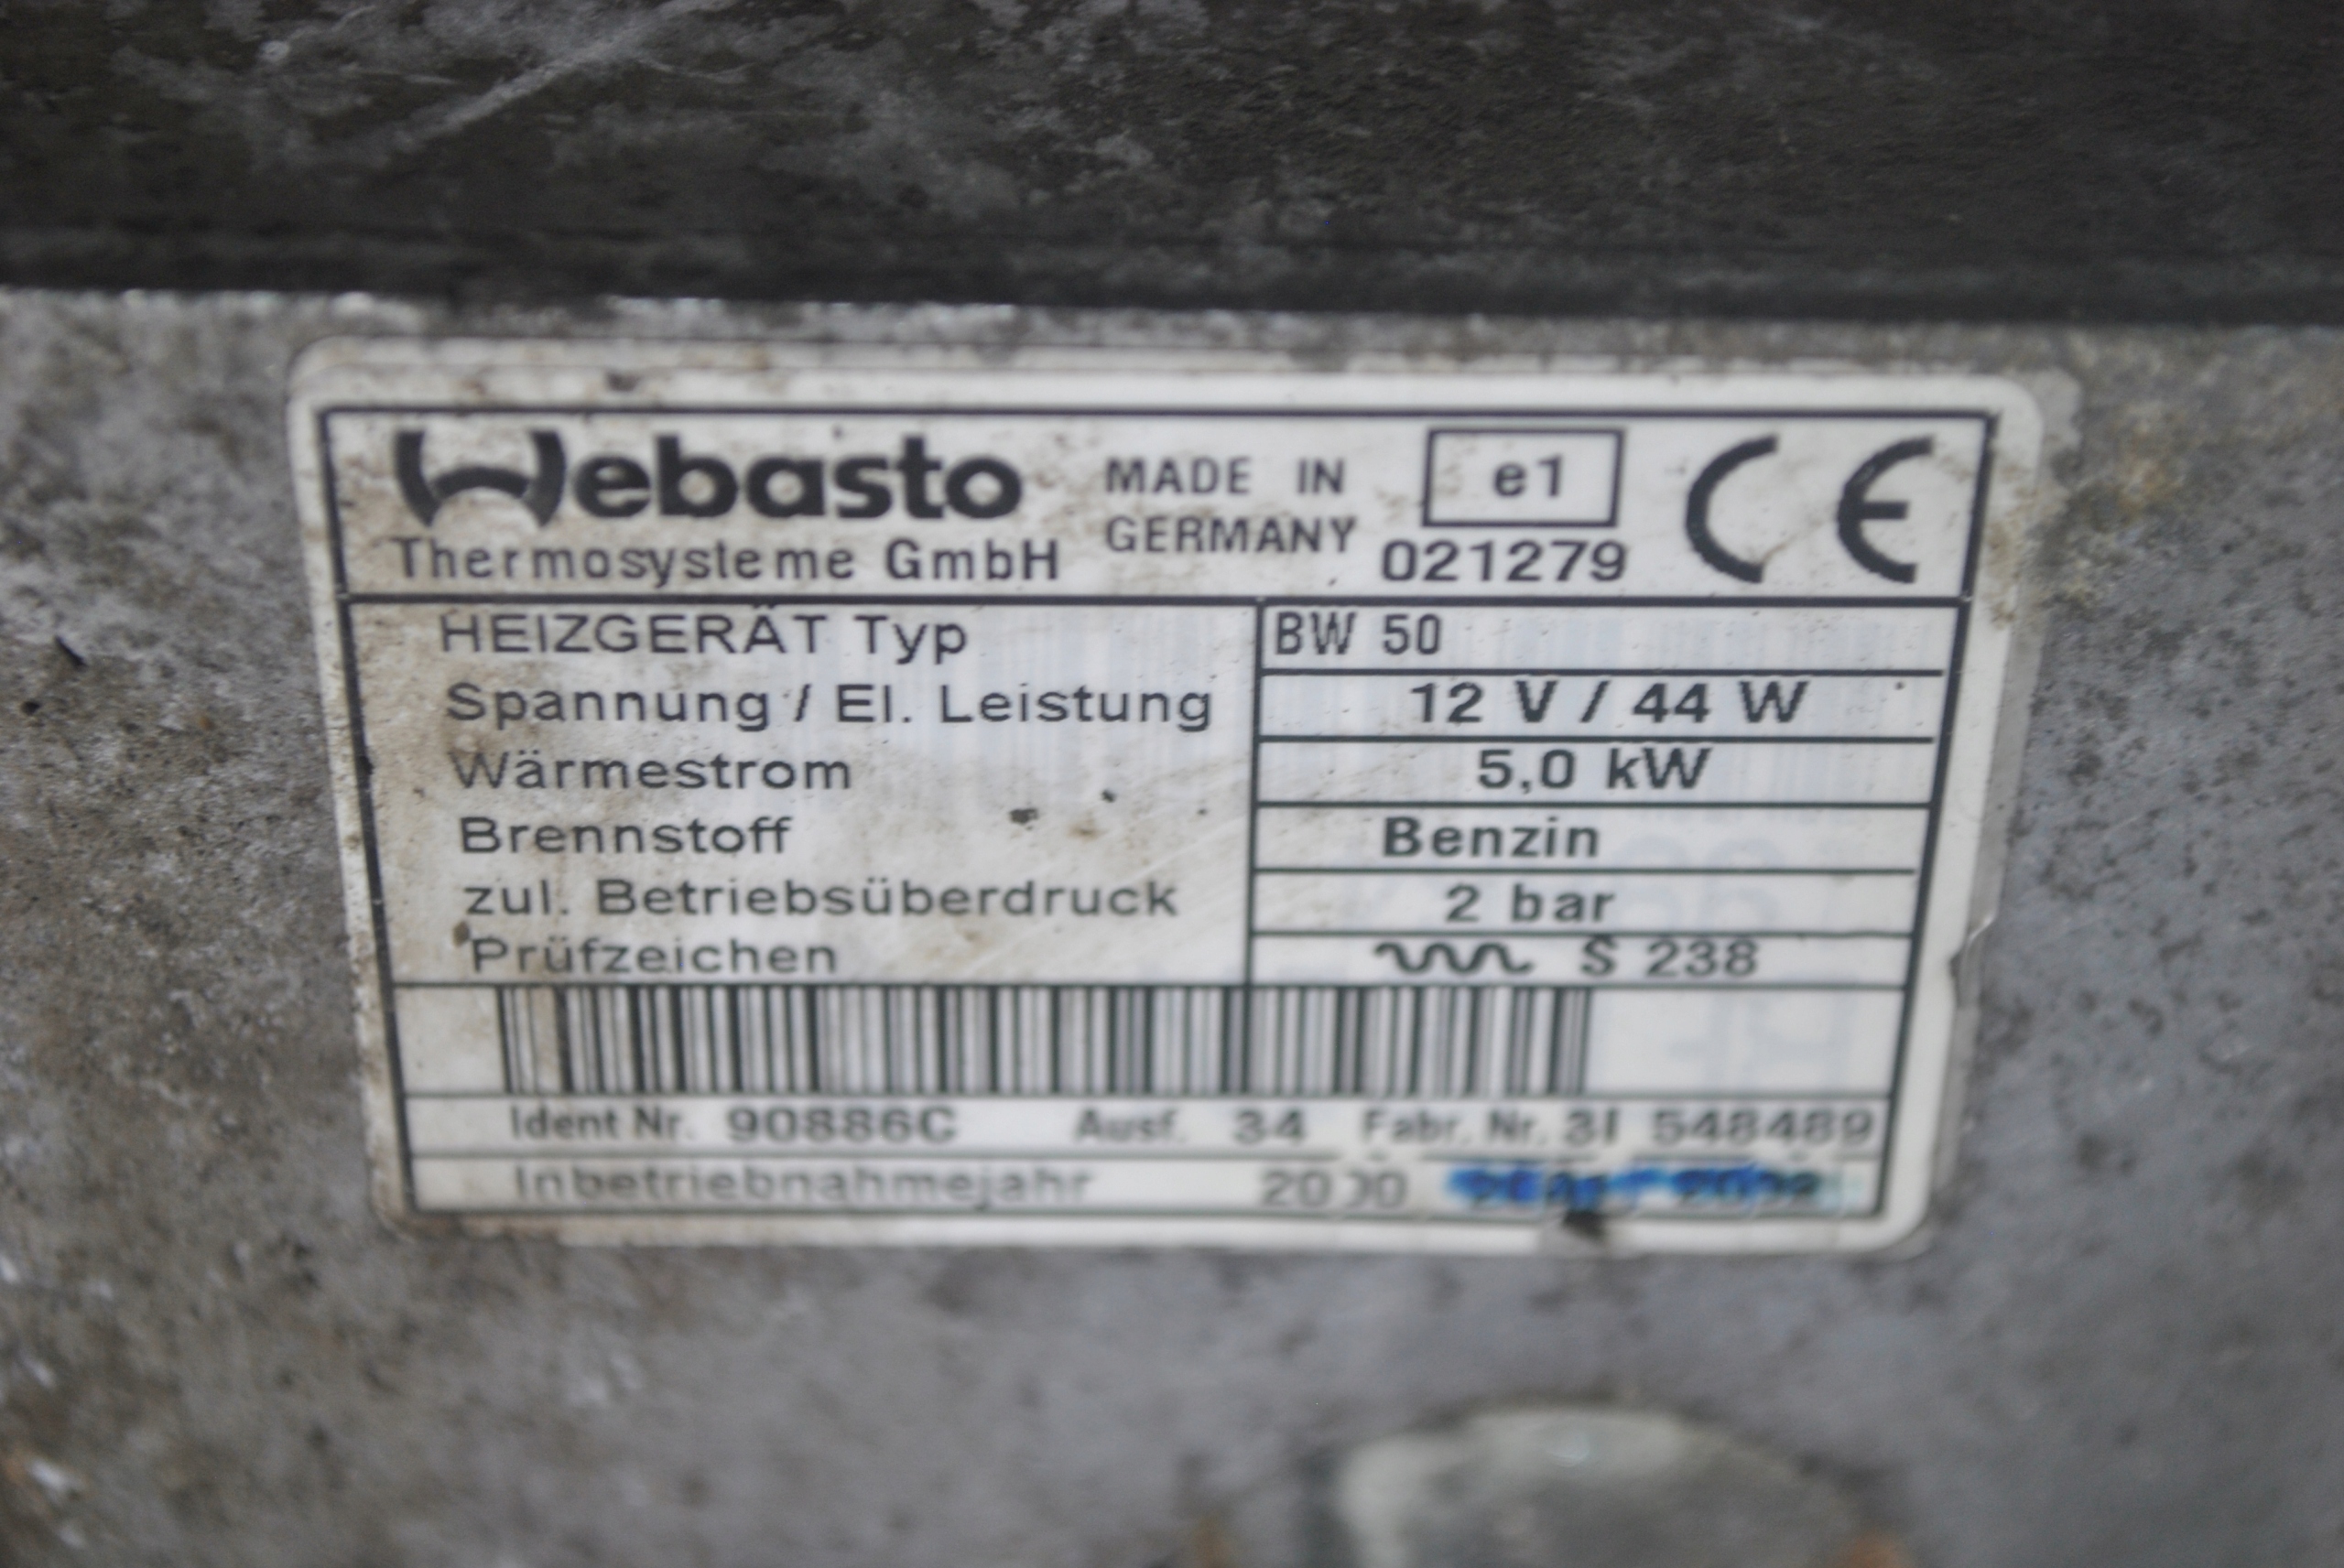 Webasto
Thermosysteme GmbH
MADE IN
GERMANY
e1
021279
CE
HEIZGERÄT Typ BW 50
Spannung / El. Leistung 12 V / 44 W
Wärmestrom 5,0 kW
Brennstoff Benzin
zul. Betriebsüberdruck 2 bar
Prüfzeichen S 238
Ident Nr. 90886C Ausf. 34 Fabr. Nr. 31 548489
Inbetriebnahmejahr